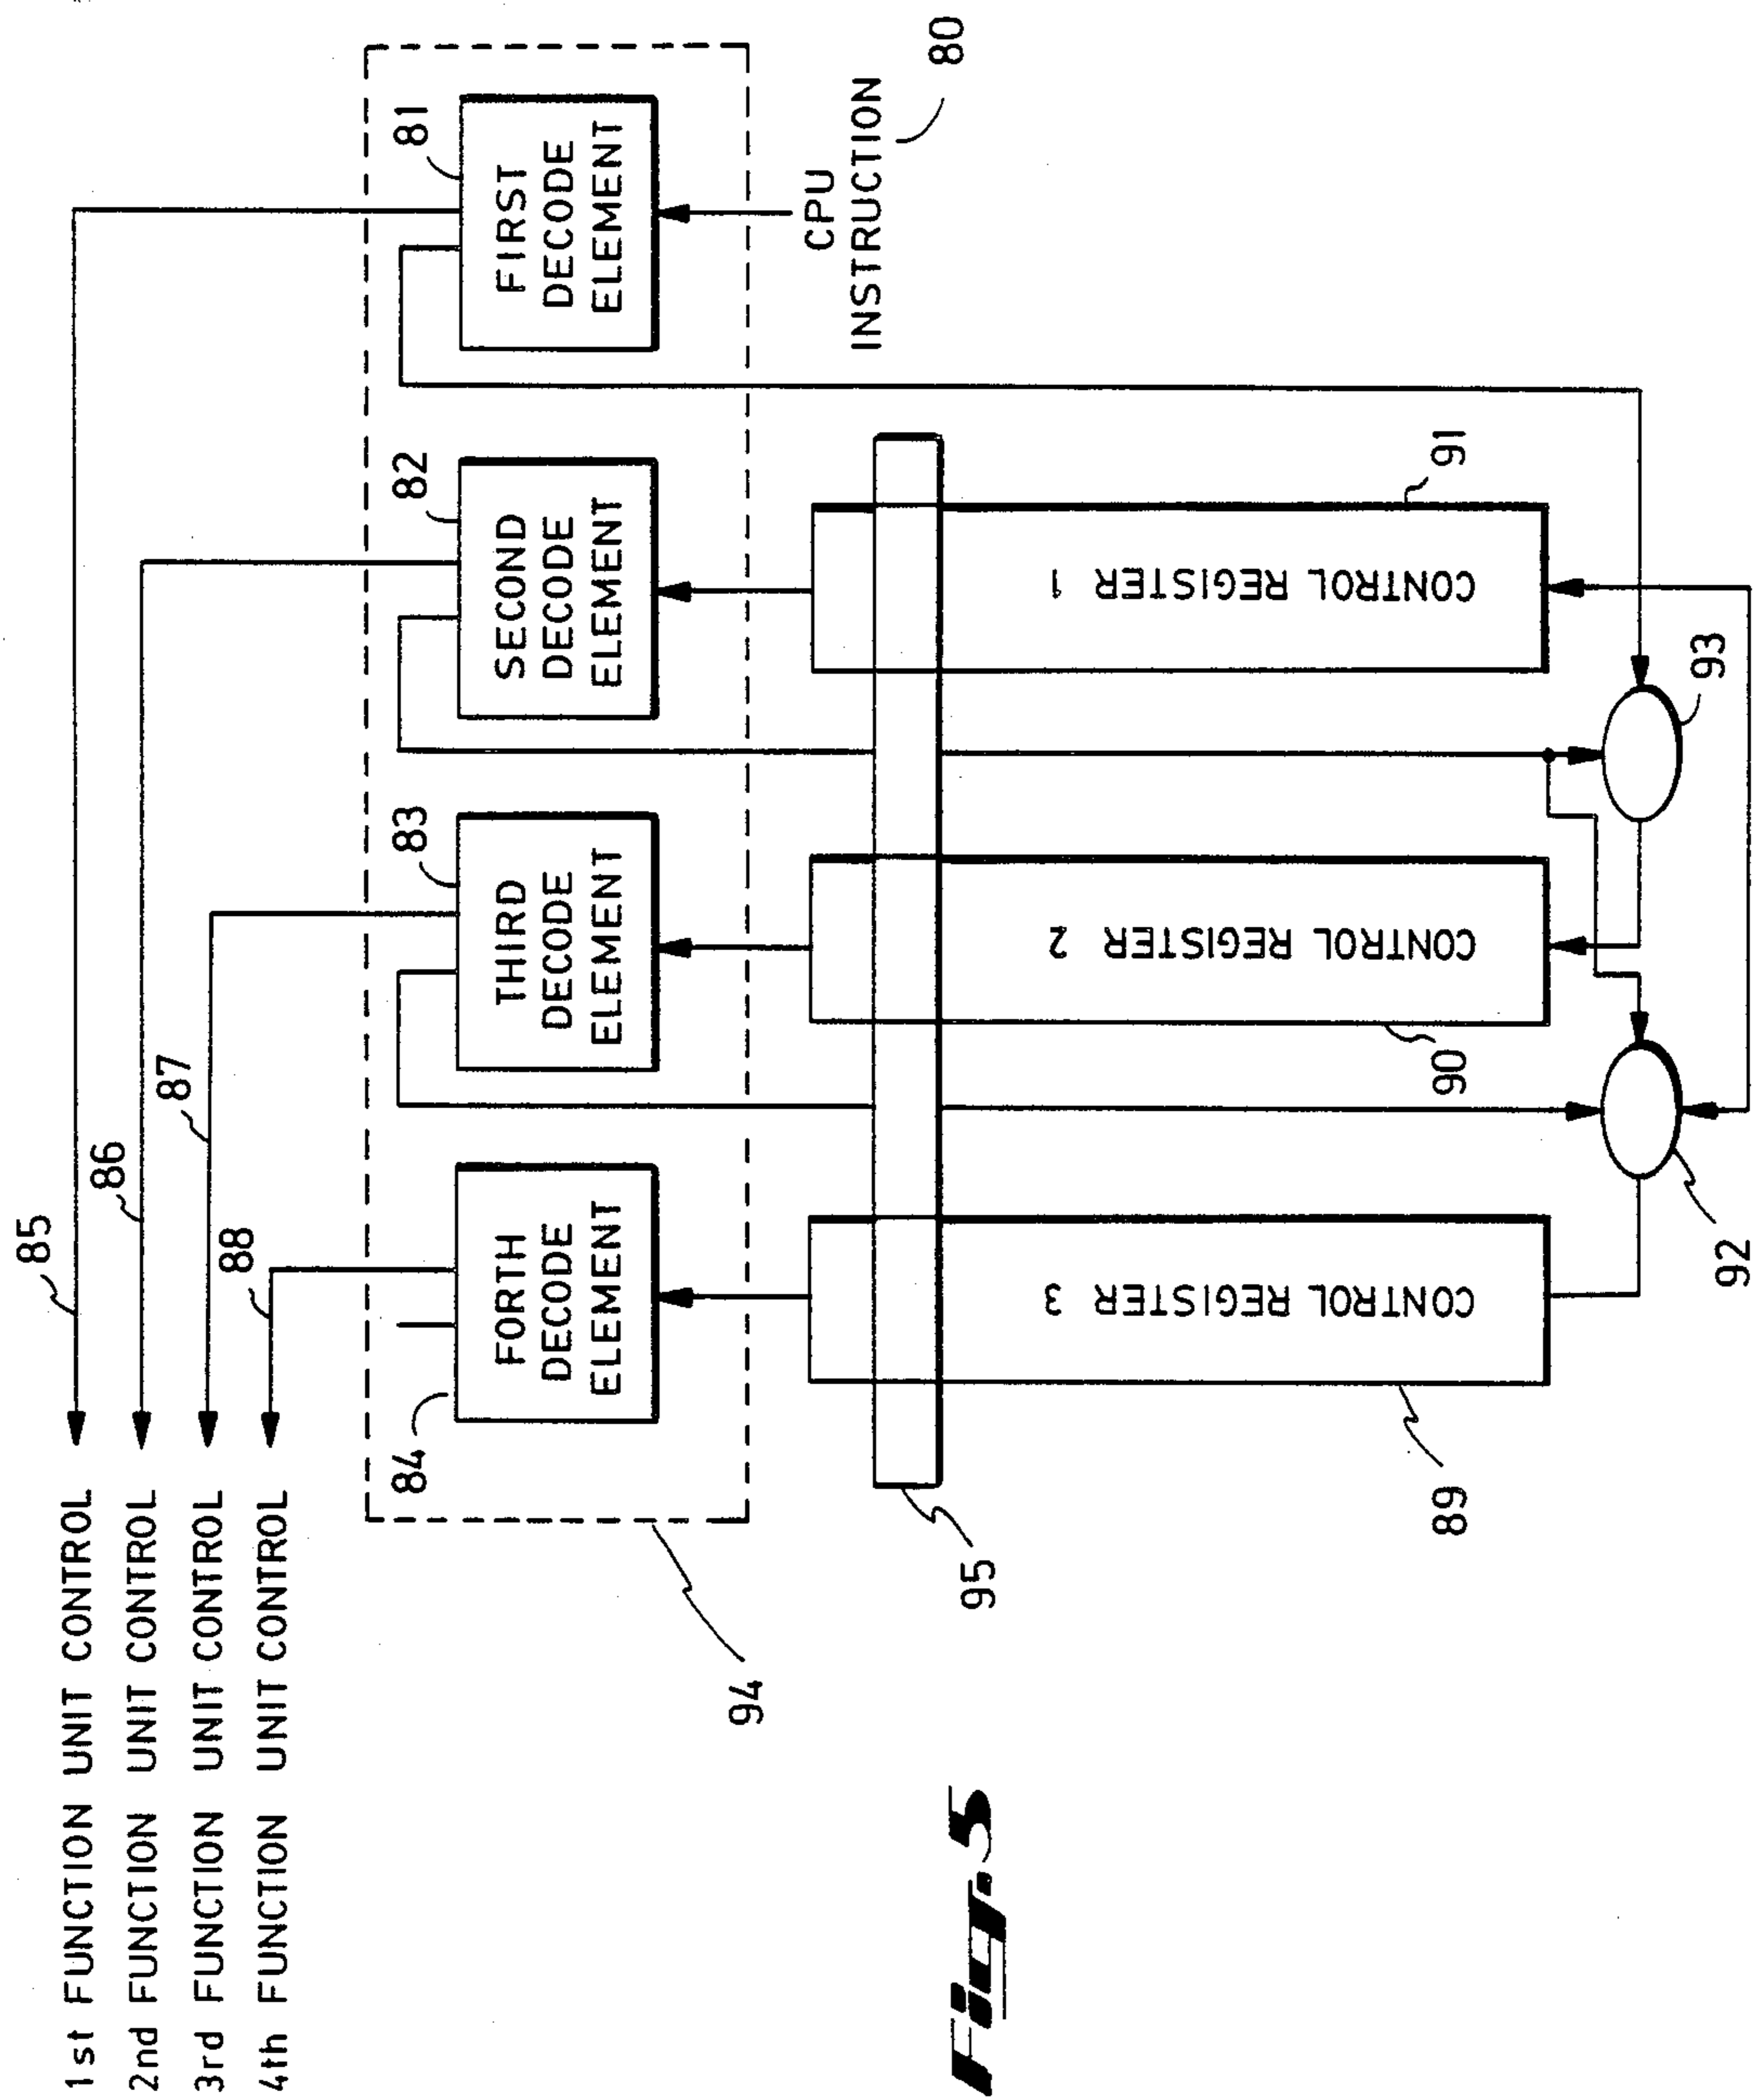 1st FUNCTION UNIT CONTROL
2nd FUNCTION UNIT CONTROL
3rd FUNCTION UNIT CONTROL
4th FUNCTION UNIT CONTROL
85
86
87
88
84
FORTH
DECODE
ELEMENT
83
THIRD
DECODE
ELEMENT
82
SECOND
DECODE
ELEMENT
81
FIRST
DECODE
ELEMENT
94
CPU
INSTRUCTION
80
95
CONTROL REGISTER 3
CONTROL REGISTER 2
CONTROL REGISTER 1
89
90
91
92
93
Fig. 5